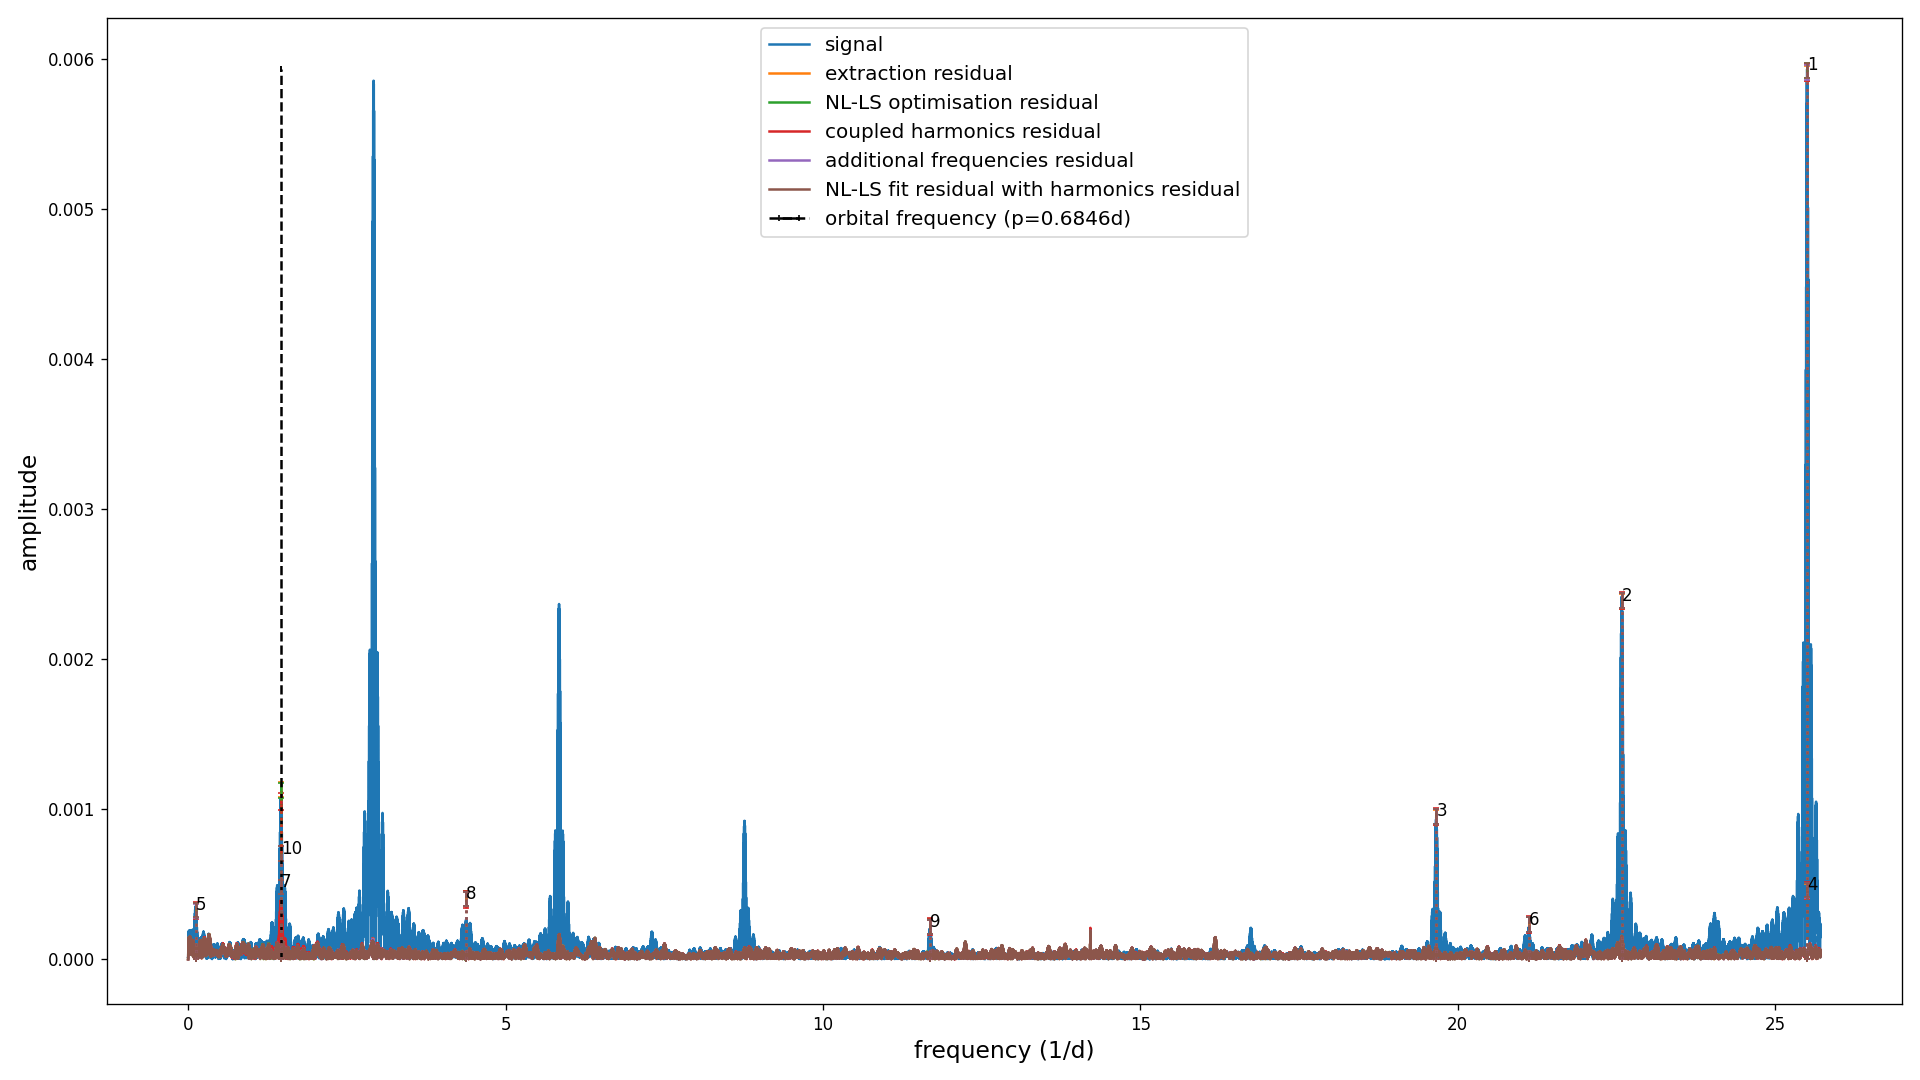 signal
extraction residual
NL-LS optimisation residual
coupled harmonics residual
additional frequencies residual
NL-LS fit residual with harmonics residual
orbital frequency (p=0.6846d)
amplitude
0.006
0.005
0.004
0.003
0.002
0.001
0.000
1
2
3
10
7
4
8
5
9
6
0
5
10
15
20
25
frequency (1/d)